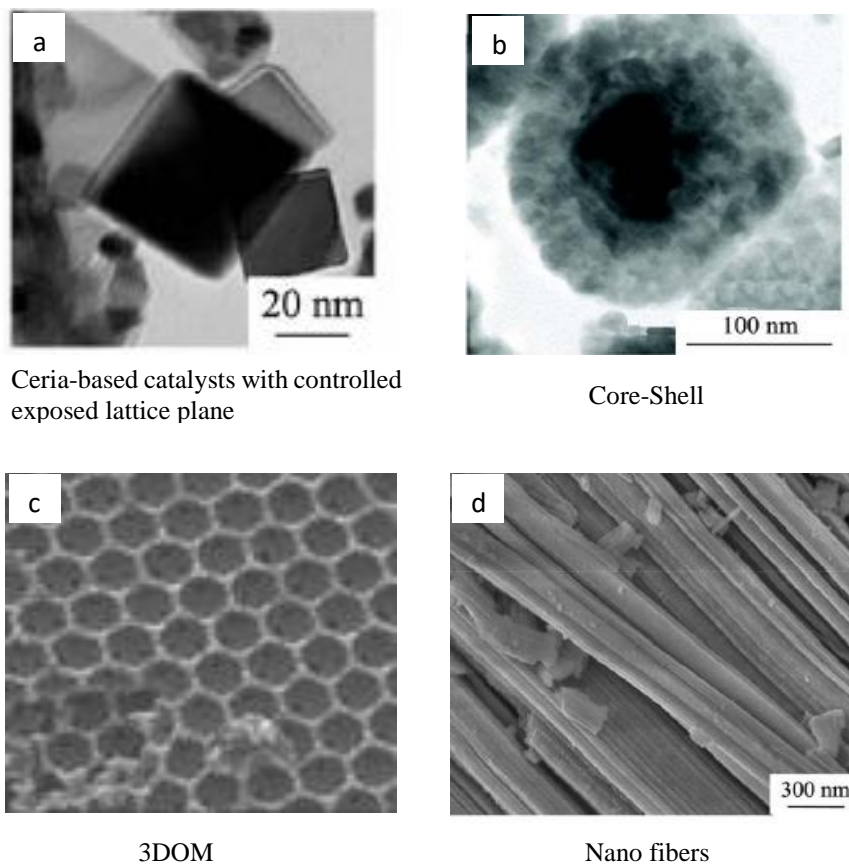 a
b
20 nm
100 nm
Ceria-based catalysts with controlled
exposed lattice plane
Core-Shell
c
d
300 nm
3DOM
Nano fibers